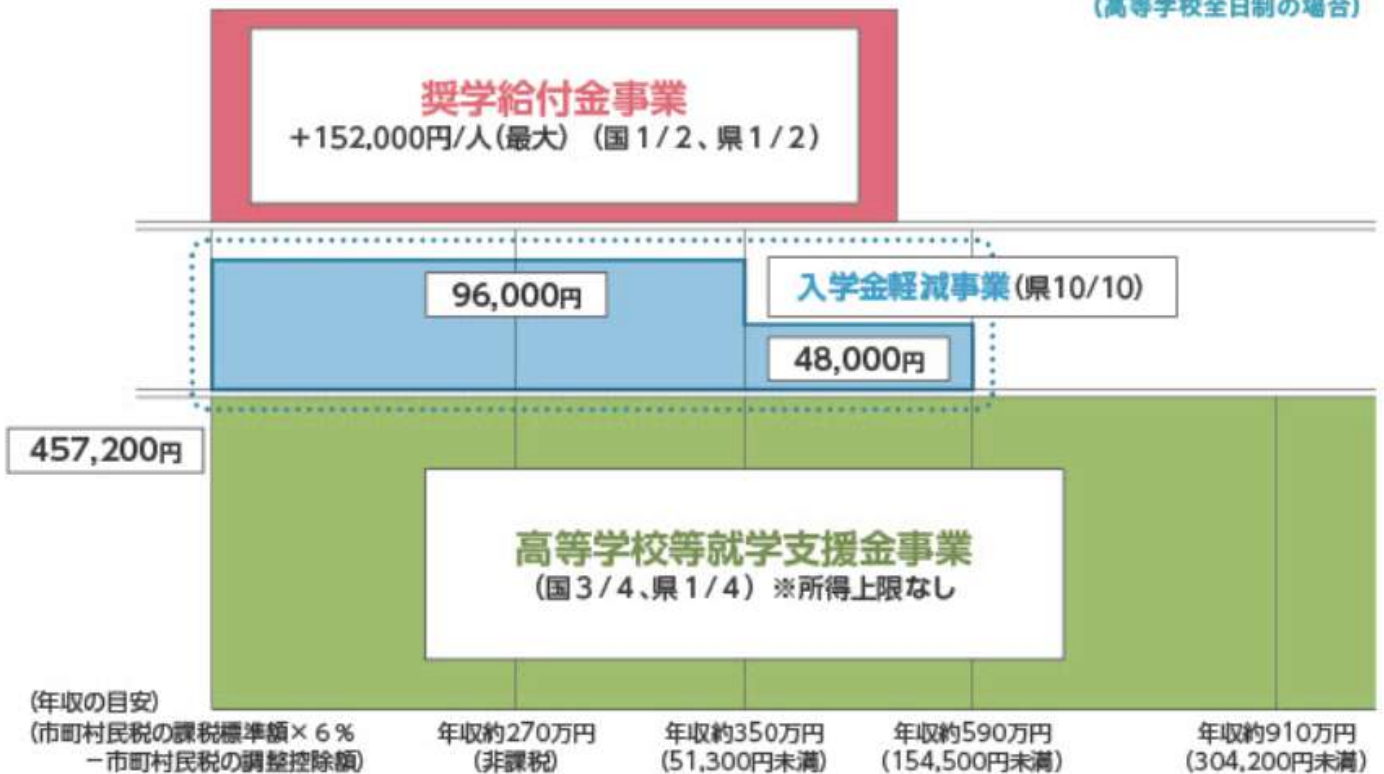 (高等学校全日制の場合)
奨学給付金事業
+152,000円/人(最大) (国1/2、県1/2)
96,000円
入学金軽減事業(県10/10)
48,000円
457,200円
高等学校等就学支援金事業
(国3/4、県1/4) ※所得上限なし
(年収の目安)
(市町村民税の課税標準額×6%
-市町村民税の調整控除額)
年収約270万円
(非課税)
年収約350万円
(51,300円未満)
年収約590万円
(154,500円未満)
年収約910万円
(304,200円未満)